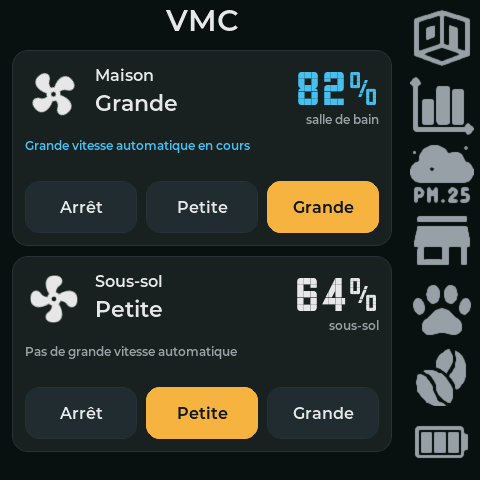 VMC
Maison
Grande
82%
salle de bain
Grande vitesse automatique en cours
Arrêt
Petite
Grande
Sous-sol
Petite
64%
sous-sol
Pas de grande vitesse automatique
Arrêt
Petite
Grande
PM.25